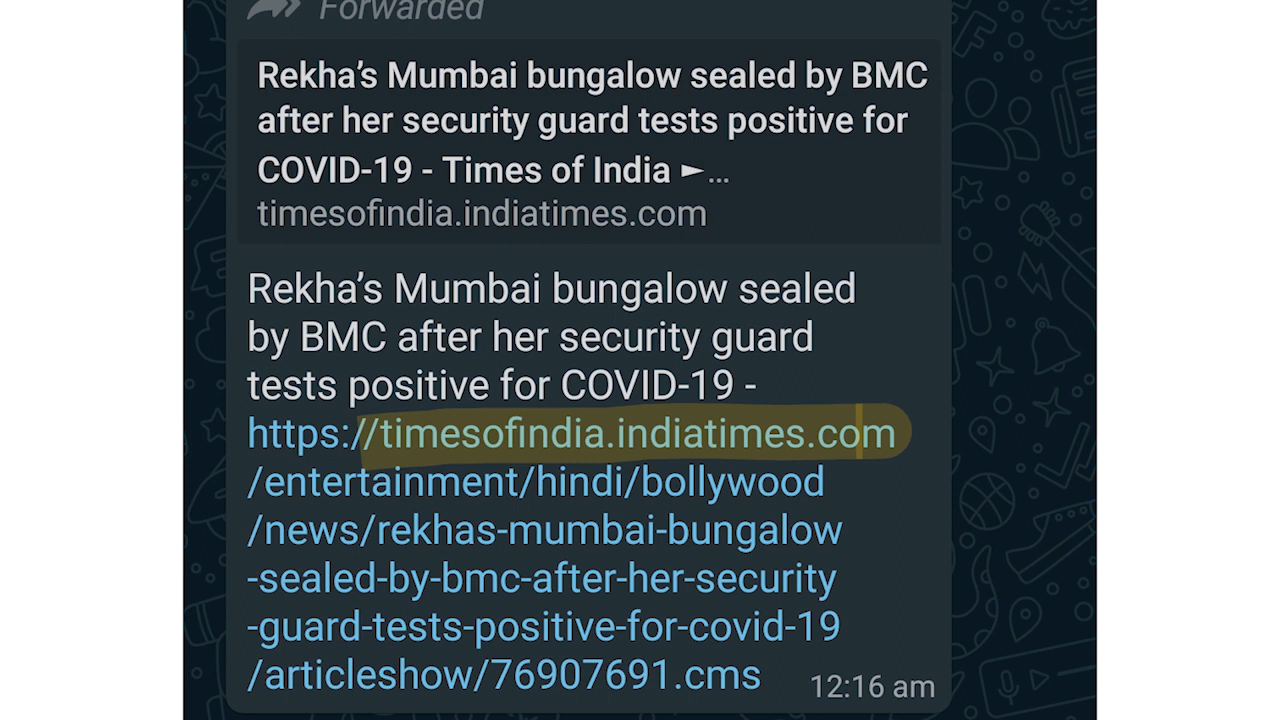 Forwarded
Rekha’s Mumbai bungalow sealed by BMC
after her security guard tests positive for
COVID-19 - Times of India ►...
timesofindia.indiatimes.com
Rekha’s Mumbai bungalow sealed
by BMC after her security guard
tests positive for COVID-19 -
https://timesofindia.indiatimes.com
/entertainment/hindi/bollywood
/news/rekhas-mumbai-bungalow
-sealed-by-bmc-after-her-security
-guard-tests-positive-for-covid-19
/articleshow/76907691.cms
12:16 am